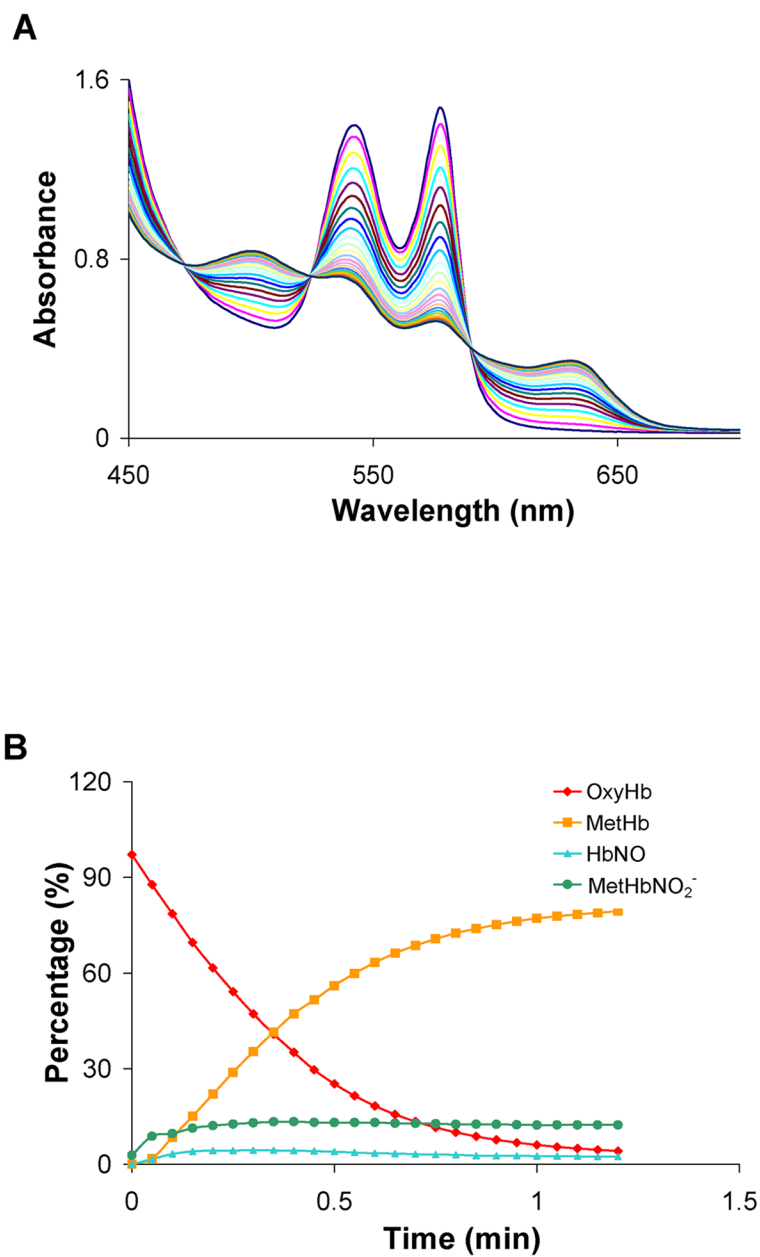 A
1.6
0.8
0
450
550
650
Absorbance
Wavelength (nm)
B
120
90
60
30
0
0
0.5
1
1.5
Percentage (%)
Time (min)
OxyHb
MetHb
HbNO
MetHbNO₂⁻